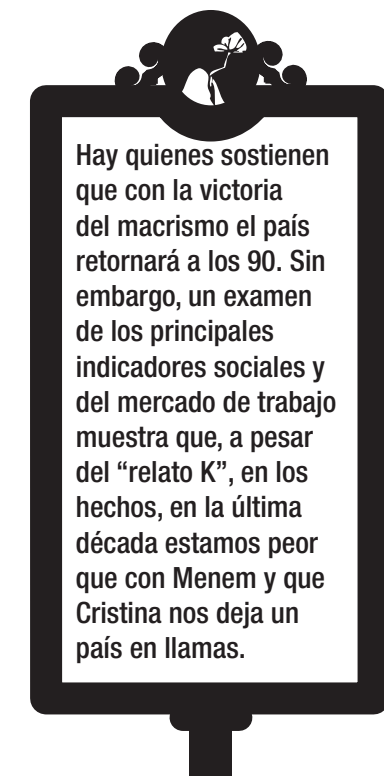 Hay quienes sostienen
que con la victoria
del macrismo el país
retornará a los 90. Sin
embargo, un examen
de los principales
indicadores sociales y
del mercado de trabajo
muestra que, a pesar
del “relato K”, en los
hechos, en la última
década estamos peor
que con Menem y que
Cristina nos deja un
país en llamas.